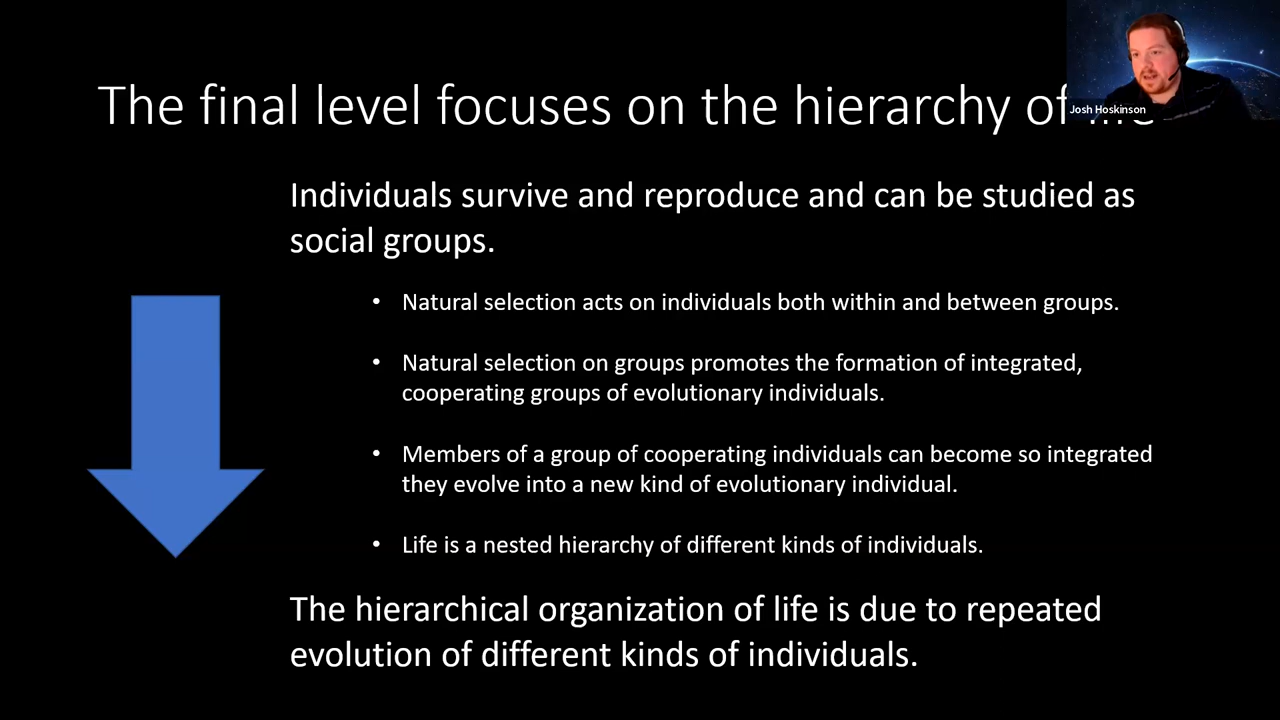 The final level focuses on the hierarchy of
Josh Hoskinson
Individuals survive and reproduce and can be studied as
social groups.
• Natural selection acts on individuals both within and between groups.
• Natural selection on groups promotes the formation of integrated,
cooperating groups of evolutionary individuals.
• Members of a group of cooperating individuals can become so integrated
they evolve into a new kind of evolutionary individual.
• Life is a nested hierarchy of different kinds of individuals.
The hierarchical organization of life is due to repeated
evolution of different kinds of individuals.